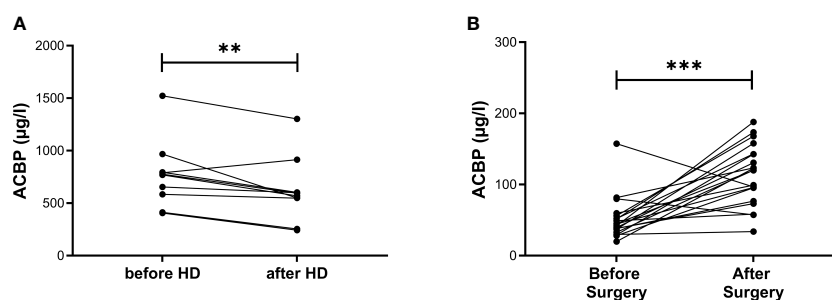 A
2000
1500
1000
500
0
ACBP (μg/l)
**
before HD
after HD
B
300
200
100
0
ACBP (μg/l)
***
Before
Surgery
After
Surgery